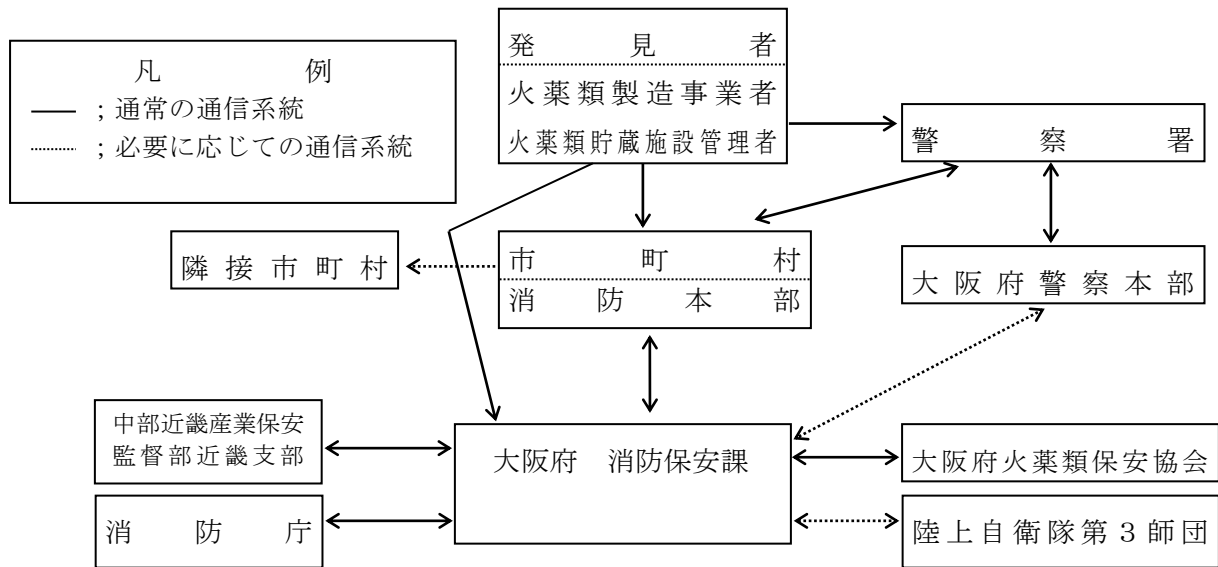 凡例
；通常の通信系統
；必要に応じての通信系統
発見者
火薬類製造事業者
火薬類貯蔵施設管理者
警察署
隣接市町村
市町村
消防本部
大阪府警察本部
中部近畿産業保安
監督部近畿支部
大阪府　消防保安課
大阪府火薬類保安協会
消防庁
陸上自衛隊第３師団